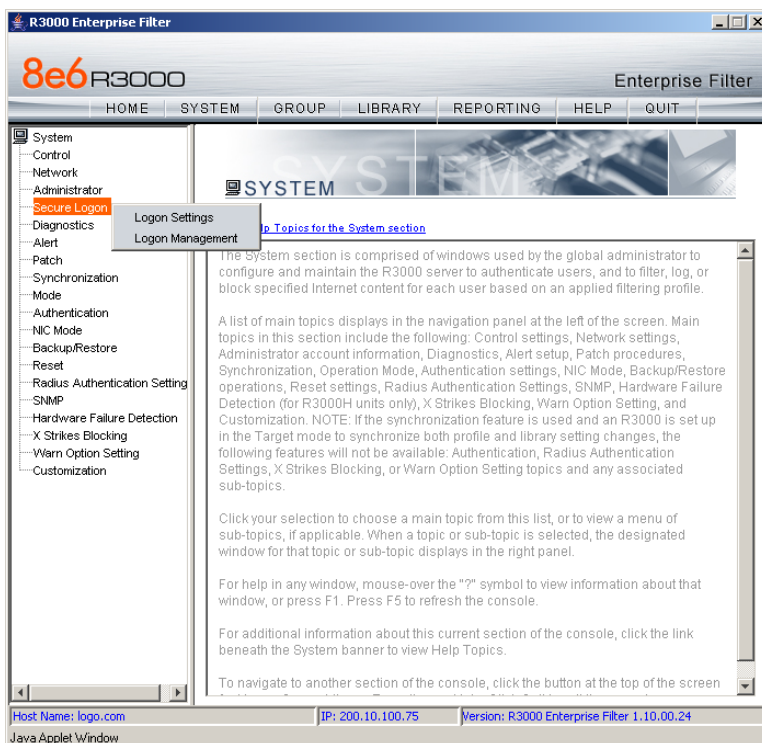 R3000 Enterprise Filter
8e6 R3000
Enterprise Filter
HOME SYSTEM GROUP LIBRARY REPORTING HELP QUIT
System
Control
Network
Administrator
Secure Logon
Diagnostics
Alert
Patch
Synchronization
Mode
Authentication
NIC Mode
Backup/Restore
Reset
Radius Authentication Setting
SNMP
Hardware Failure Detection
X Strikes Blocking
Warn Option Setting
Customization
Logon Settings
Logon Management
SYSTEM
SYSTEM
Topics for the System section
The System section is comprised of windows used by the global administrator to
configure and maintain the R3000 server to authenticate users, and to filter, log, or
block specified Internet content for each user based on an applied filtering profile.
A list of main topics displays in the navigation panel at the left of the screen. Main
topics in this section include the following: Control settings, Network settings,
Administrator account information, Diagnostics, Alert setup, Patch procedures,
Synchronization, Operation Mode, Authentication settings, NIC Mode, Backup/Restore
operations, Reset settings, Radius Authentication Settings, SNMP, Hardware Failure
Detection (for R3000H units only), X Strikes Blocking, Warn Option Setting, and
Customization. NOTE: If the synchronization feature is used and an R3000 is set up
in the Target mode to synchronize both profile and library setting changes, the
following features will not be available: Authentication, Radius Authentication
Settings, X Strikes Blocking, or Warn Option Setting topics and any associated
sub-topics.
Click your selection to choose a main topic from this list, or to view a menu of
sub-topics, if applicable. When a topic or sub-topic is selected, the designated
window for that topic or sub-topic displays in the right panel.
For help in any window, mouse-over the "?" symbol to view information about that
window, or press F1. Press F5 to refresh the console.
For additional information about this current section of the console, click the link
beneath the System banner to view Help Topics.
To navigate to another section of the console, click the button at the top of the screen
Host Name: logo.com
IP: 200.10.100.75
Version: R3000 Enterprise Filter 1.10.00.24
Java Applet Window